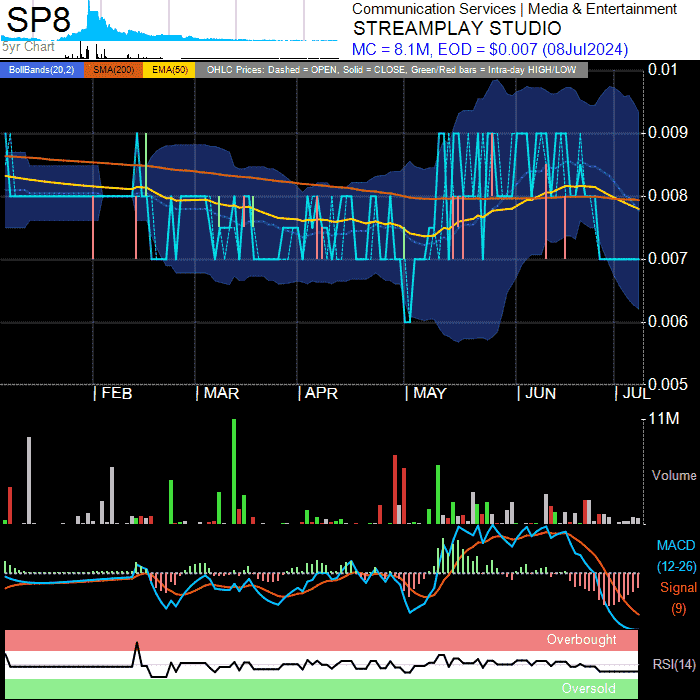 SP8
5yr Chart
Communication Services | Media & Entertainment
STREAMPLAY STUDIO
MC = 8.1M, EOD = $0.007 (08Jul2024)
BollBands(20,2) SMA(200) EMA(50) OHLC Prices: Dashed = OPEN, Solid = CLOSE, Green/Red bars = Intra-day HIGH/LOW
0.01
0.009
0.008
0.007
0.006
0.005
| FEB | MAR | APR | MAY | JUN | JUL
11M
Volume
MACD
(12-26)
Signal
(9)
Overbought
RSI(14)
Oversold